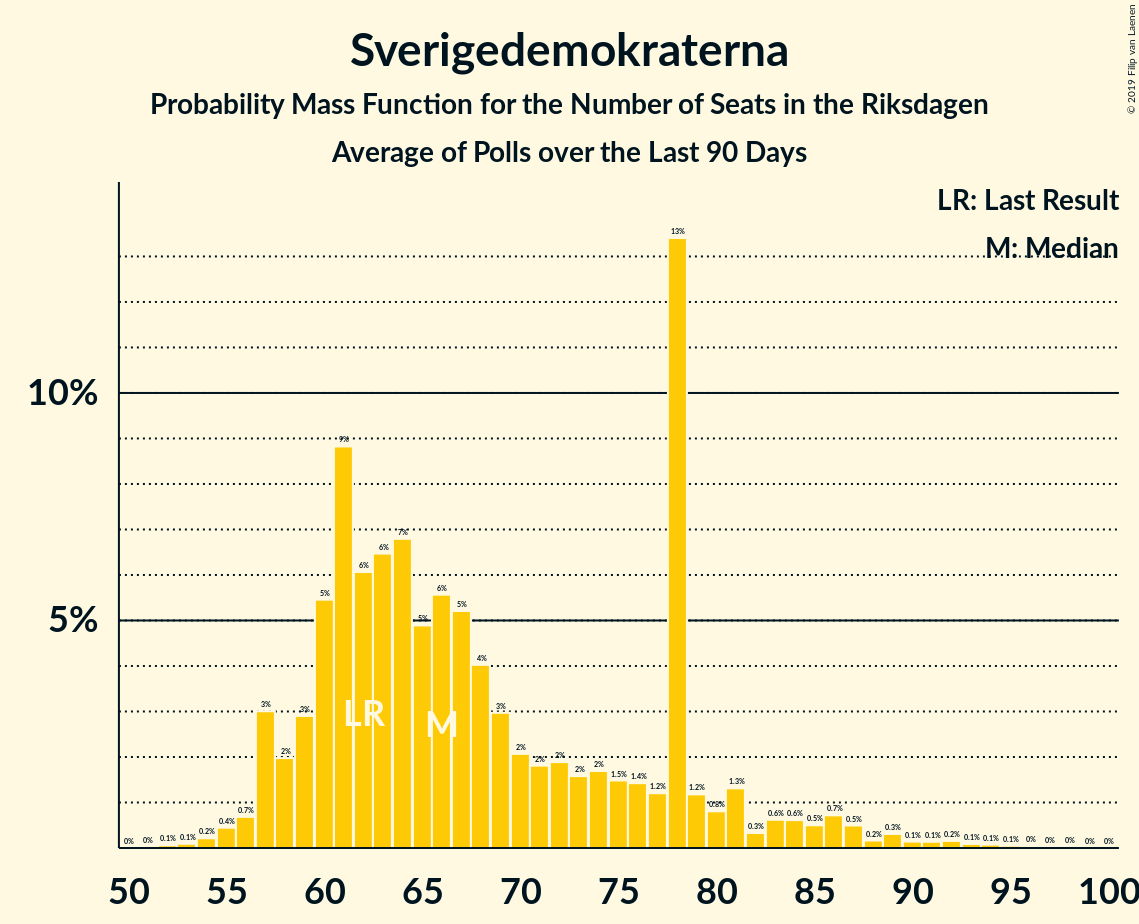 Sverigedemokraterna
Probability Mass Function for the Number of Seats in the Riksdagen
Average of Polls over the Last 90 Days
© 2019 Filip van Laenen
LR: Last Result
M: Median
10%
5%
0% 0% 0.1% 0.1% 0.2% 0.4% 0.7% 3% 2% 3% 5% 9% 6% 6% 7% 5% 6% 5% 4% 3% 2% 2% 2% 2% 2% 1.5% 1.4% 1.2% 13% 1.2% 0.8% 1.3% 0.3% 0.6% 0.6% 0.5% 0.7% 0.5% 0.2% 0.3% 0.1% 0.1% 0.2% 0.1% 0.1% 0.1% 0% 0% 0% 0% 0%
LR M
50 55 60 65 70 75 80 85 90 95 100